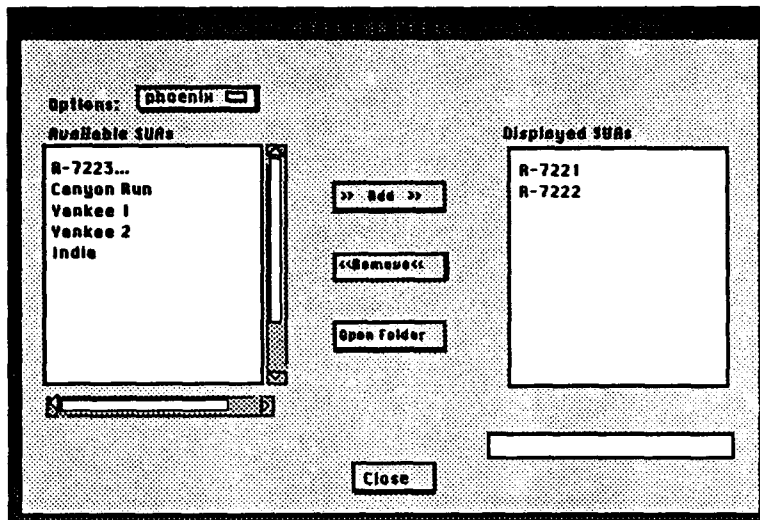 Options: phoenix
Available SUAs
R-7223...
Canyon Run
Yankee 1
Yankee 2
India
>> Add >>
<<Remove<<
Open Folder
Displayed SUAs
R-7221
R-7222
Close